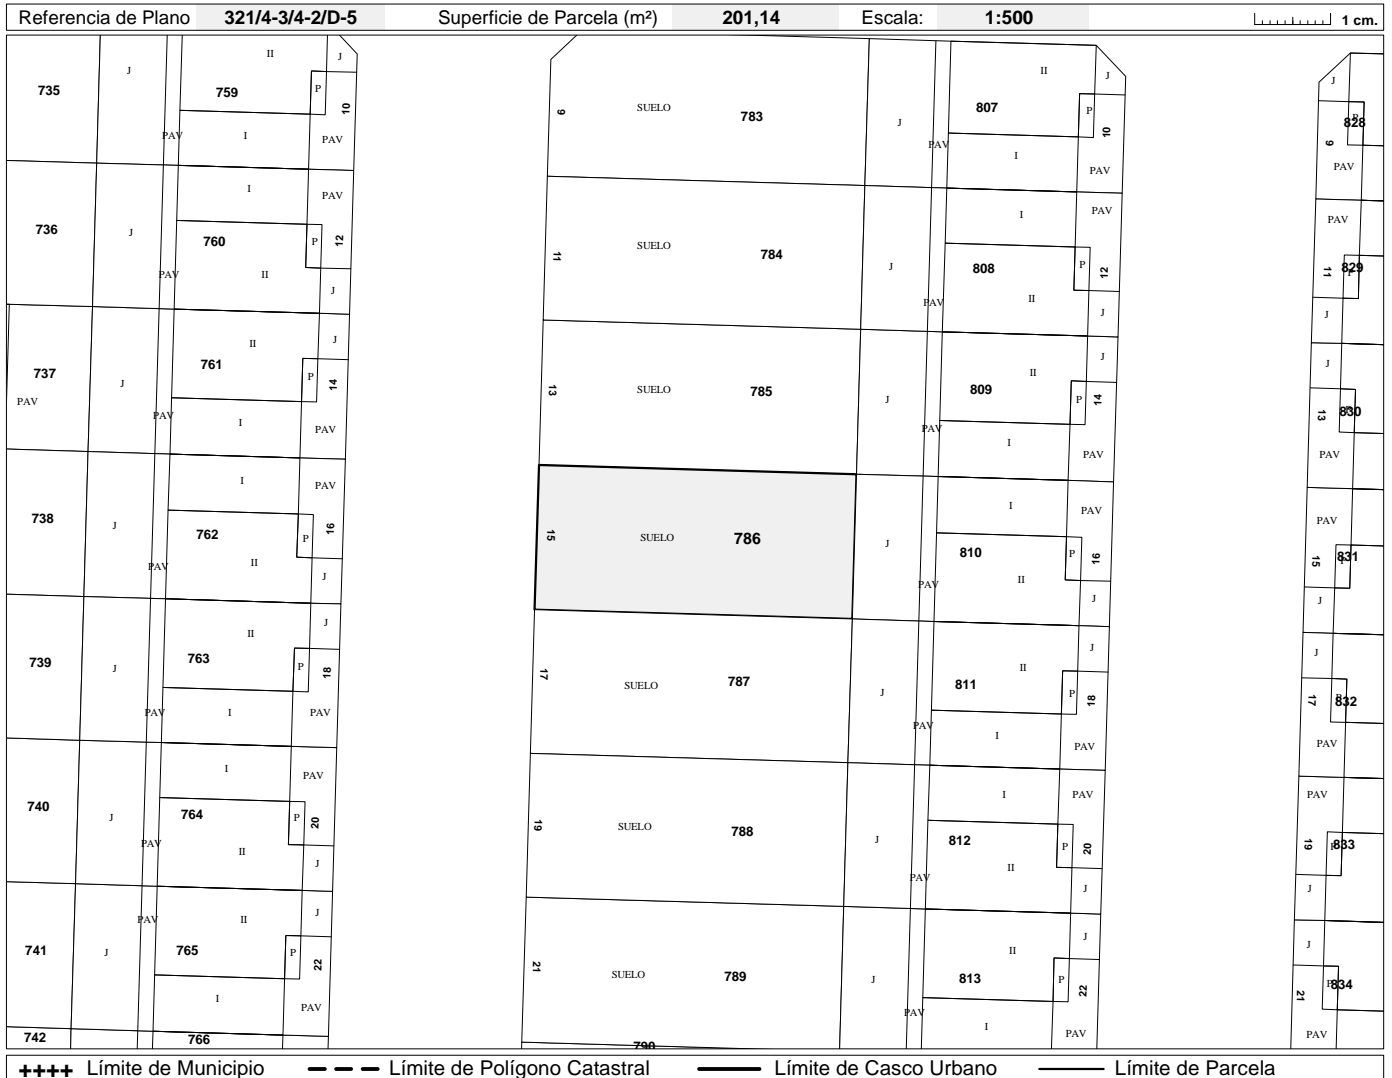 Referencia de Plano 321/4-3/4-2/D-5 Superficie de Parcela (m²) 201,14 Escala: 1:500 1 cm.
735 J II 759 P J 10 PAV I PAV
9 SUELO 783 J PAV II 807 P J 10 I PAV
J P 828 9 PAV
736 J I PAV 760 P 12 PAV II J
11 SUELO 784 J PAV I PAV 808 P 12 II J
PAV 11 829 P J
737 PAV J II J 761 P 14 PAV I PAV
13 SUELO 785 J PAV II J 809 P 14 I PAV
J 13 830 P PAV
738 J I PAV 762 P 16 PAV II J
15 SUELO 786 J PAV I PAV 810 P 16 II J
PAV 15 831 P J
739 J II J 763 P 18 PAV I PAV
17 SUELO 787 J PAV II J 811 P 18 I PAV
J 17 832 P PAV
740 J I PAV 764 P 20 PAV II J
19 SUELO 788 J PAV I PAV 812 P 20 II J
PAV 19 833 P J
741 J PAV II J 765 P 22 I PAV
21 SUELO 789 J PAV II J 813 P 22 I PAV
J 21 834 P PAV
742 766 790
++++ Límite de Municipio Límite de Polígono Catastral Límite de Casco Urbano Límite de Parcela